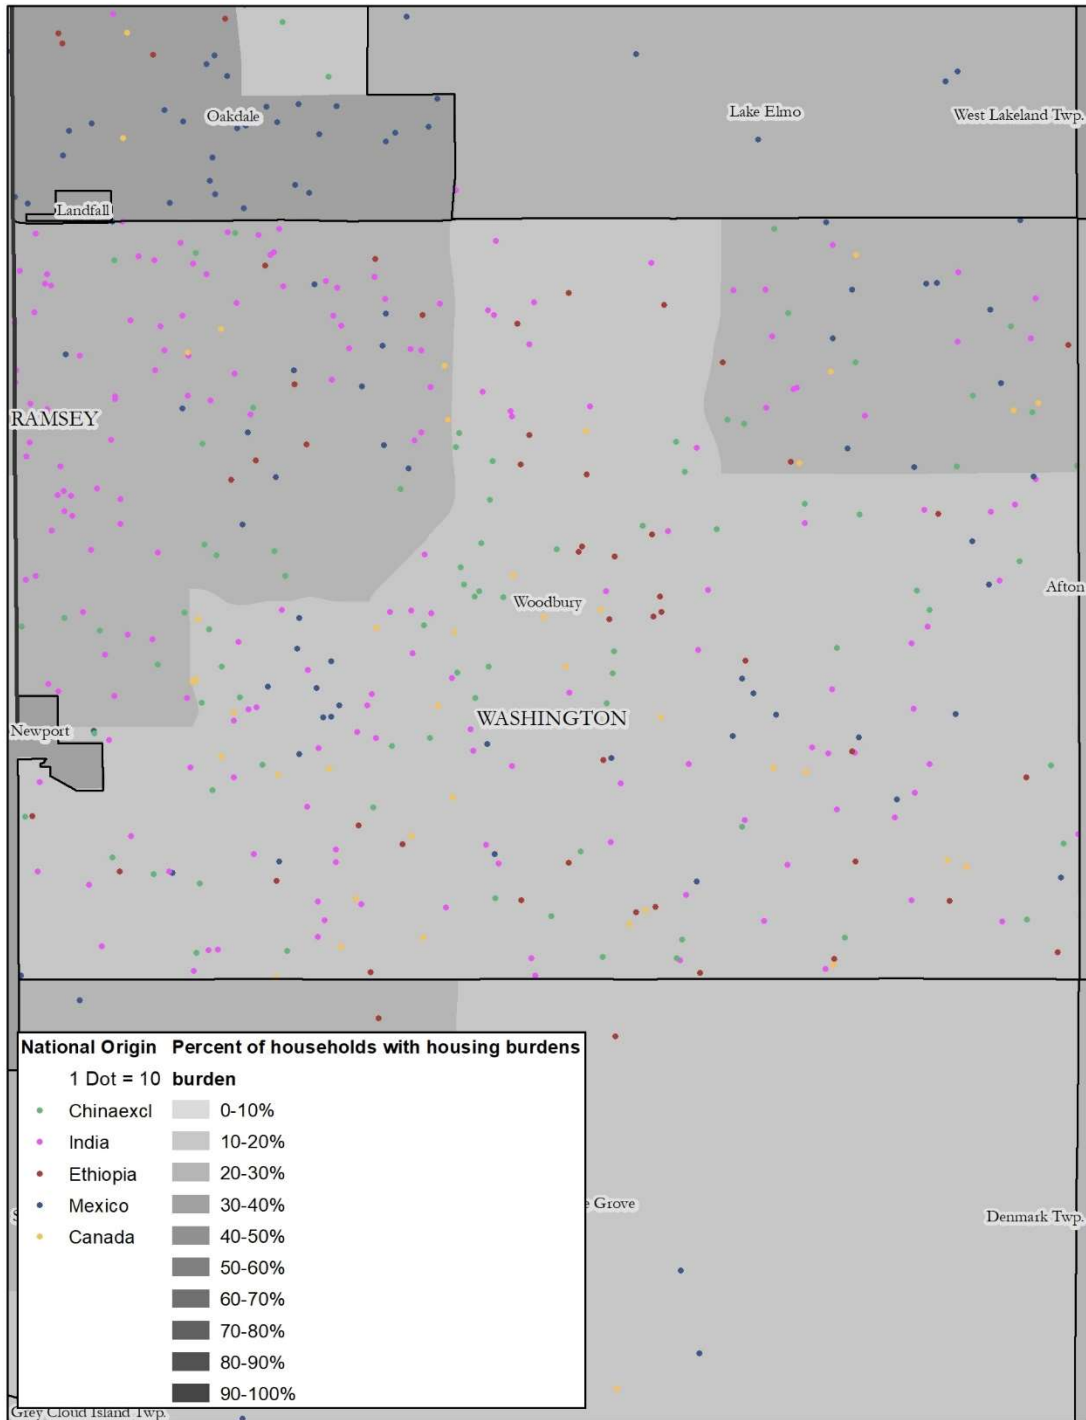 Oakdale
Lake Elmo
West Lakeland Twp.
Landfall
RAMSEY
Afton
Woodbury
WASHINGTON
Newport
National Origin Percent of households with housing burdens
1 Dot = 10 burden
Chinaexcl 0-10%
India 10-20%
Ethiopia 20-30%
Mexico 30-40%
Canada 40-50%
50-60%
60-70%
70-80%
80-90%
90-100%
Grove
Denmark Twp.
Grey Cloud Island Twp.